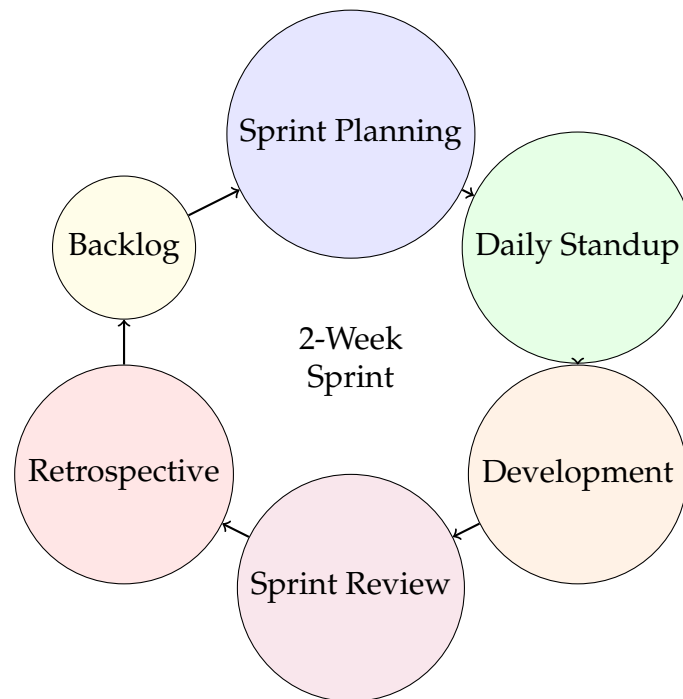 Sprint Planning
Daily Standup
Backlog
2-Week
Sprint
Retrospective
Development
Sprint Review